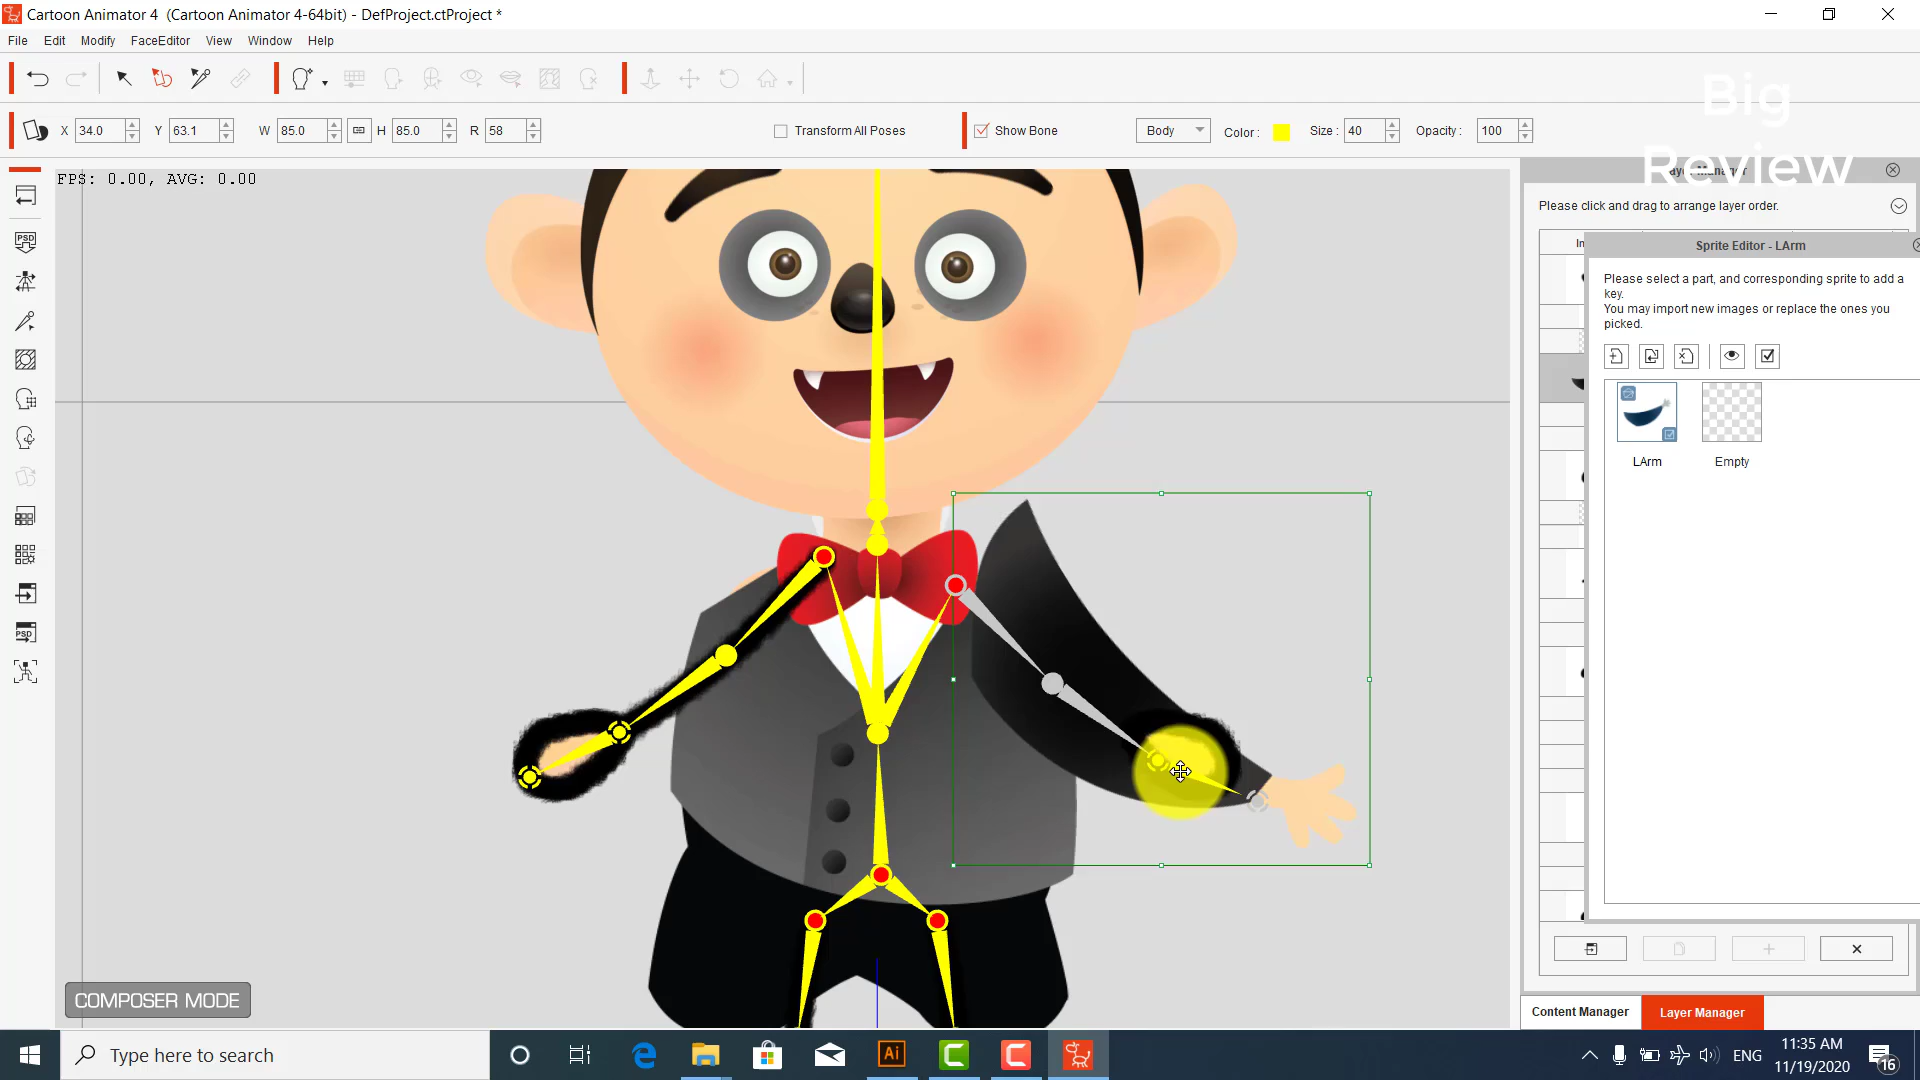 Cartoon Animator 4 (Cartoon Animator 4-64bit) - DefProject.ctProject *
File Edit Modify FaceEditor View Window Help
Big
Review
X 34.0 Y 63.1 W 85.0 H 85.0 R 58 Transform All Poses Show Bone Body Color : Size : 40 Opacity : 100
FPS: 0.00, AVG: 0.00
Please click and drag to arrange layer order.
Sprite Editor - LArm
Please select a part, and corresponding sprite to add a
key.
You may import new images or replace the ones you
picked.
LArm Empty
PSD
PSD
COMPOSER MODE
Content Manager Layer Manager
Type here to search
Ai
ENG
11:35 AM
11/19/2020
16